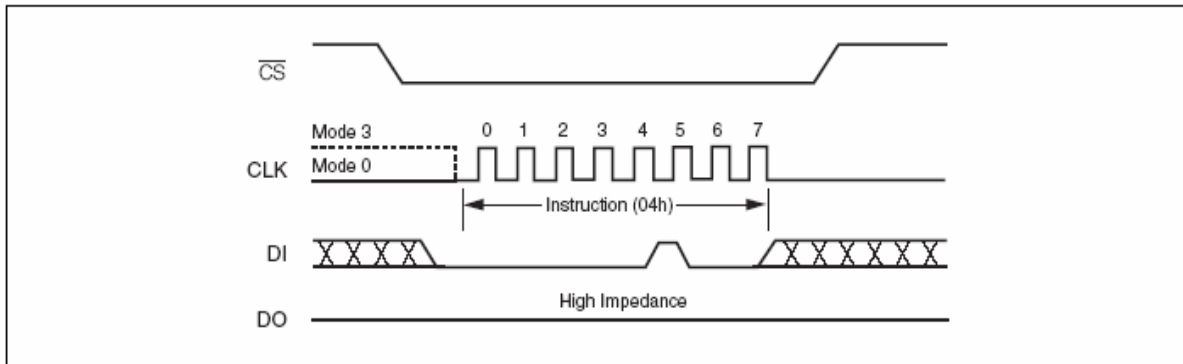 C̅S̅
Mode 3
0 1 2 3 4 5 6 7
CLK
Mode 0
Instruction (04h)
DI
High Impedance
DO